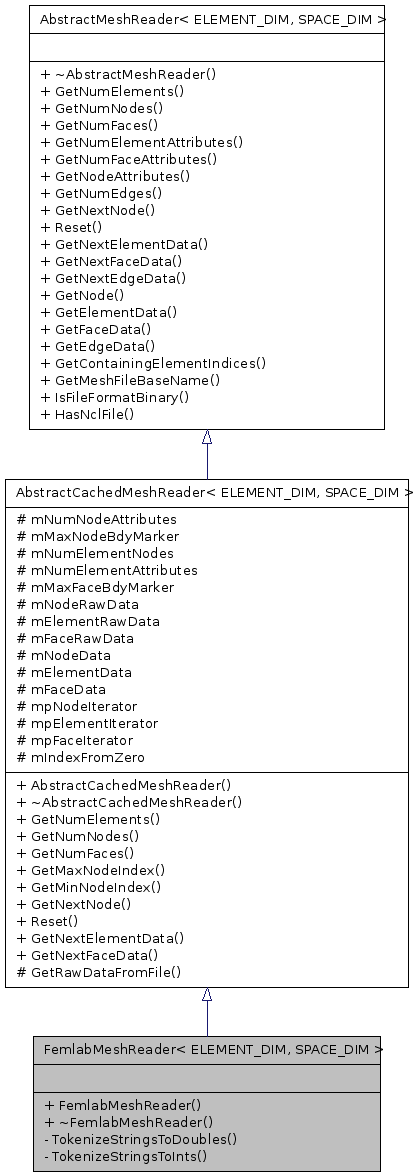 AbstractMeshReader< ELEMENT_DIM, SPACE_DIM >
+ ~AbstractMeshReader()
+ GetNumElements()
+ GetNumNodes()
+ GetNumFaces()
+ GetNumElementAttributes()
+ GetNumFaceAttributes()
+ GetNodeAttributes()
+ GetNumEdges()
+ GetNextNode()
+ Reset()
+ GetNextElementData()
+ GetNextFaceData()
+ GetNextEdgeData()
+ GetNode()
+ GetElementData()
+ GetFaceData()
+ GetEdgeData()
+ GetContainingElementIndices()
+ GetMeshFileBaseName()
+ IsFileFormatBinary()
+ HasNclFile()
AbstractCachedMeshReader< ELEMENT_DIM, SPACE_DIM >
# mNumNodeAttributes
# mMaxNodeBdyMarker
# mNumElementNodes
# mNumElementAttributes
# mMaxFaceBdyMarker
# mNodeRawData
# mElementRawData
# mFaceRawData
# mNodeData
# mElementData
# mFaceData
# mpNodeIterator
# mpElementIterator
# mpFaceIterator
# mIndexFromZero
+ AbstractCachedMeshReader()
+ ~AbstractCachedMeshReader()
+ GetNumElements()
+ GetNumNodes()
+ GetNumFaces()
+ GetMaxNodeIndex()
+ GetMinNodeIndex()
+ GetNextNode()
+ Reset()
+ GetNextElementData()
+ GetNextFaceData()
# GetRawDataFromFile()
FemlabMeshReader< ELEMENT_DIM, SPACE_DIM >
+ FemlabMeshReader()
+ ~FemlabMeshReader()
- TokenizeStringsToDoubles()
- TokenizeStringsToInts()